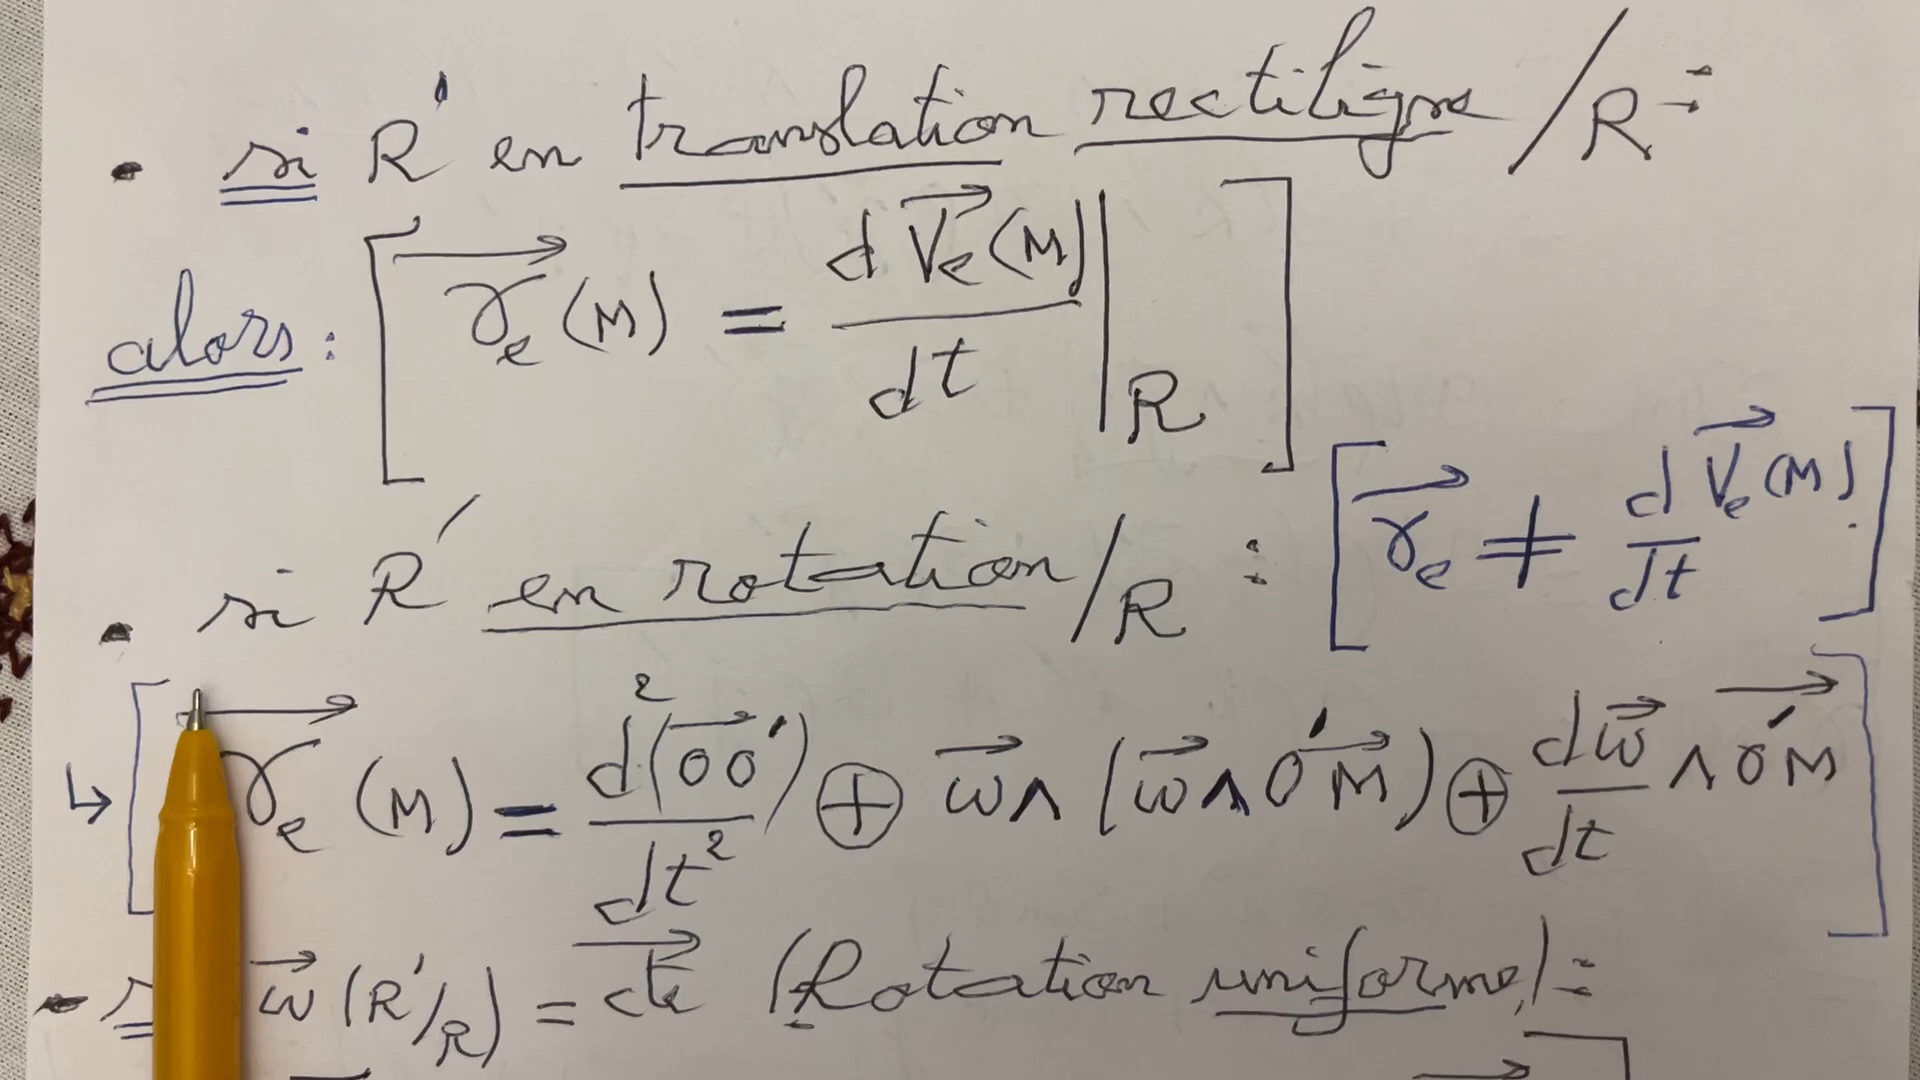 • si R' en translation rectiligne /R :
alors : [ γe(M) = dVe(M)/dt |R ]
• si R' en rotation /R : [ γe ≠ dVe(M)/dt ]
↳ [ γe(M) = d²(OO')/dt² ⊕ ω∧(ω∧O'M) ⊕ dω/dt ∧ O'M ]
ω(R'/R) = cte (Rotation uniforme) :